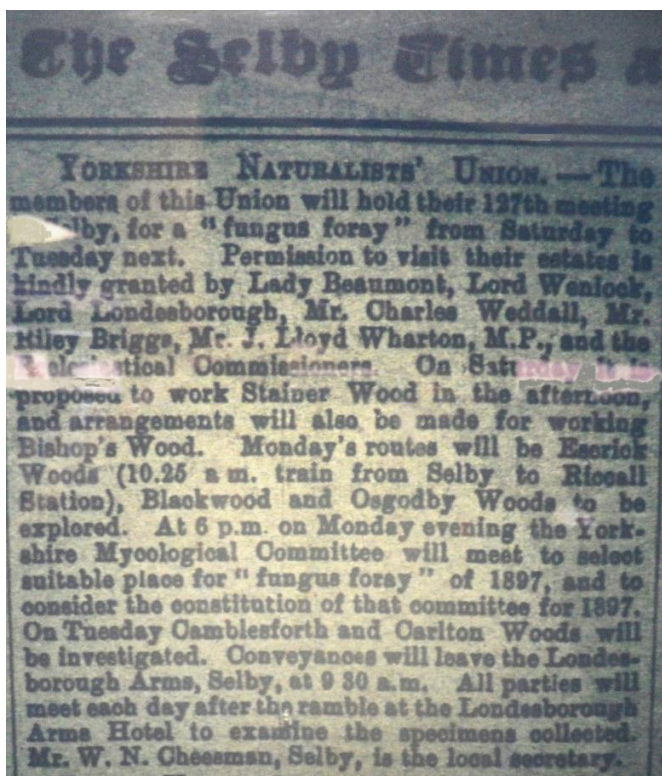 The Selby Times a
YORKSHIRE NATURALISTS' UNION. — The
members of this Union will hold their 127th meeting
for a "fungus foray" from Saturday to
Tuesday next. Permission to visit their estates is
kindly granted by Lady Beaumont, Lord Wenlock,
Lord Londesborough, Mr. Charles Weddall, Mr.
Riley Briggs, Mr. J. Lloyd Wharton, M.P., and the
Commissioners. On Saturday it is
proposed to work Stainer Wood in the afternoon,
and arrangements will also be made for working
Bishop's Wood. Monday's routes will be Escrick
Woods (10.25 a m. train from Selby to Riccall
Station), Blackwood and Osgodby Woods to be
explored. At 6 p.m. on Monday evening the York-
shire Mycological Committee will meet to select
suitable place for "fungus foray" of 1897, and to
consider the constitution of that committee for 1897.
On Tuesday Camblesforth and Carlton Woods will
be investigated. Conveyances will leave the Londes-
borough Arms, Selby, at 9 30 a.m. All parties will
meet each day after the ramble at the Londesborough
Arms Hotel to examine the specimens collected.
Mr. W. N. Cheesman, Selby, is the local secretary.